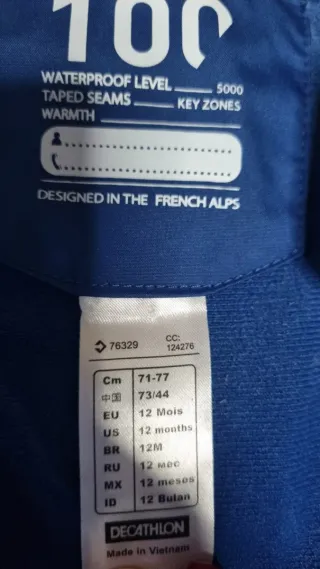 100
WATERPROOF LEVEL 5000
TAPED SEAMS KEY ZONES
WARMTH
DESIGNED IN THE FRENCH ALPS
76329 CC: 124276
Cm 71-77
中国 73/44
EU 12 Mois
US 12 months
BR 12M
RU 12 мес
MX 12 meses
ID 12 Bulan
DECATHLON
Made in Vietnam